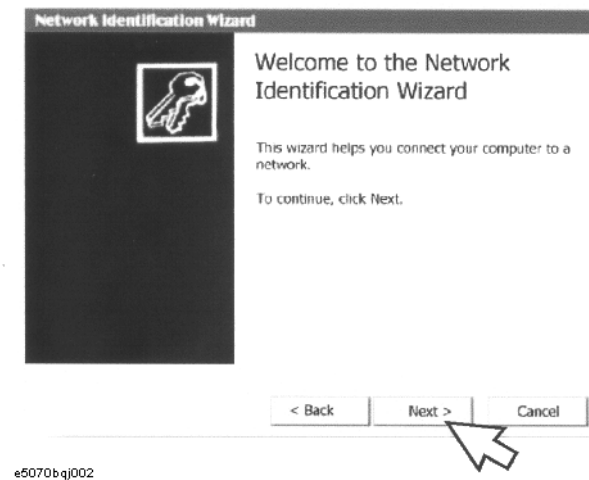 Network Identification Wizard
Welcome to the Network
Identification Wizard
This wizard helps you connect your computer to a
network.
To continue, click Next.
< Back
Next >
Cancel
e5070bqj002